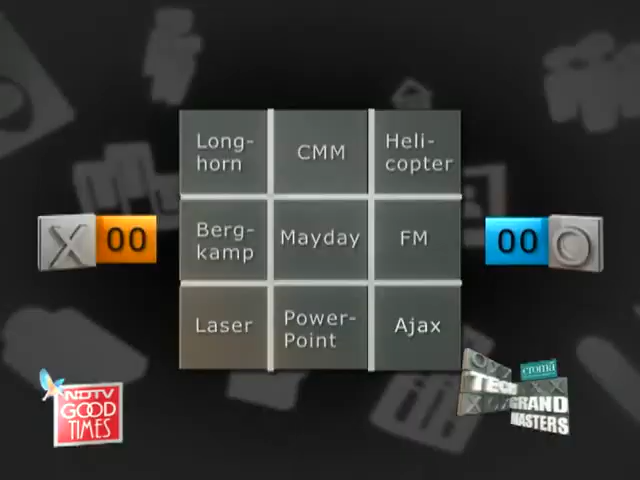 Long-
horn
CMM
Heli-
copter
X
00
Berg-
kamp
Mayday
FM
00
O
Laser
Power-
Point
Ajax
NDTV
GOOD
TIMES
croma
TECH
GRAND
MASTERS